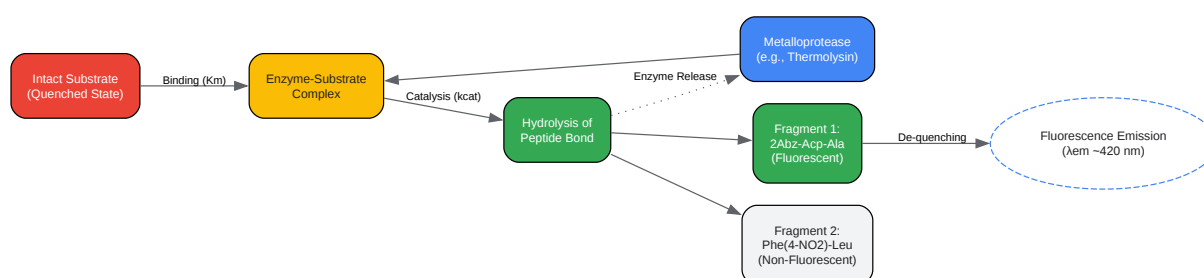 Intact Substrate
(Quenched State)
Binding (Km)
Enzyme-Substrate
Complex
Catalysis (kcat)
Hydrolysis of
Peptide Bond
Enzyme Release
Metalloprotease
(e.g., Thermolysin)
Fragment 1:
2Abz-Acp-Ala
(Fluorescent)
De-quenching
Fluorescence Emission
(λem ~420 nm)
Fragment 2:
Phe(4-NO2)-Leu
(Non-Fluorescent)